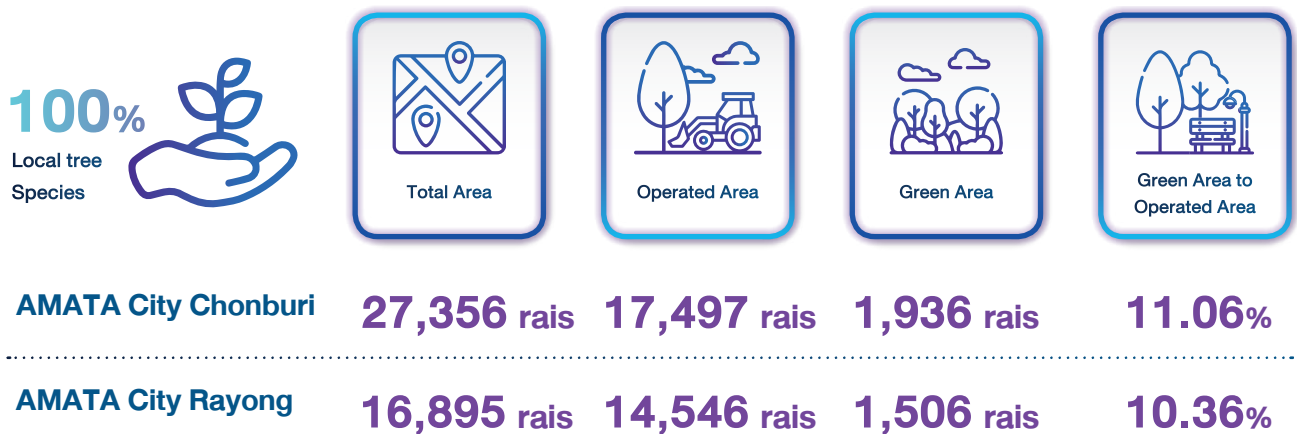 100%
Local tree
Species
Total Area
Operated Area
Green Area
Green Area to
Operated Area
AMATA City Chonburi 27,356 rais 17,497 rais 1,936 rais 11.06%
AMATA City Rayong 16,895 rais 14,546 rais 1,506 rais 10.36%